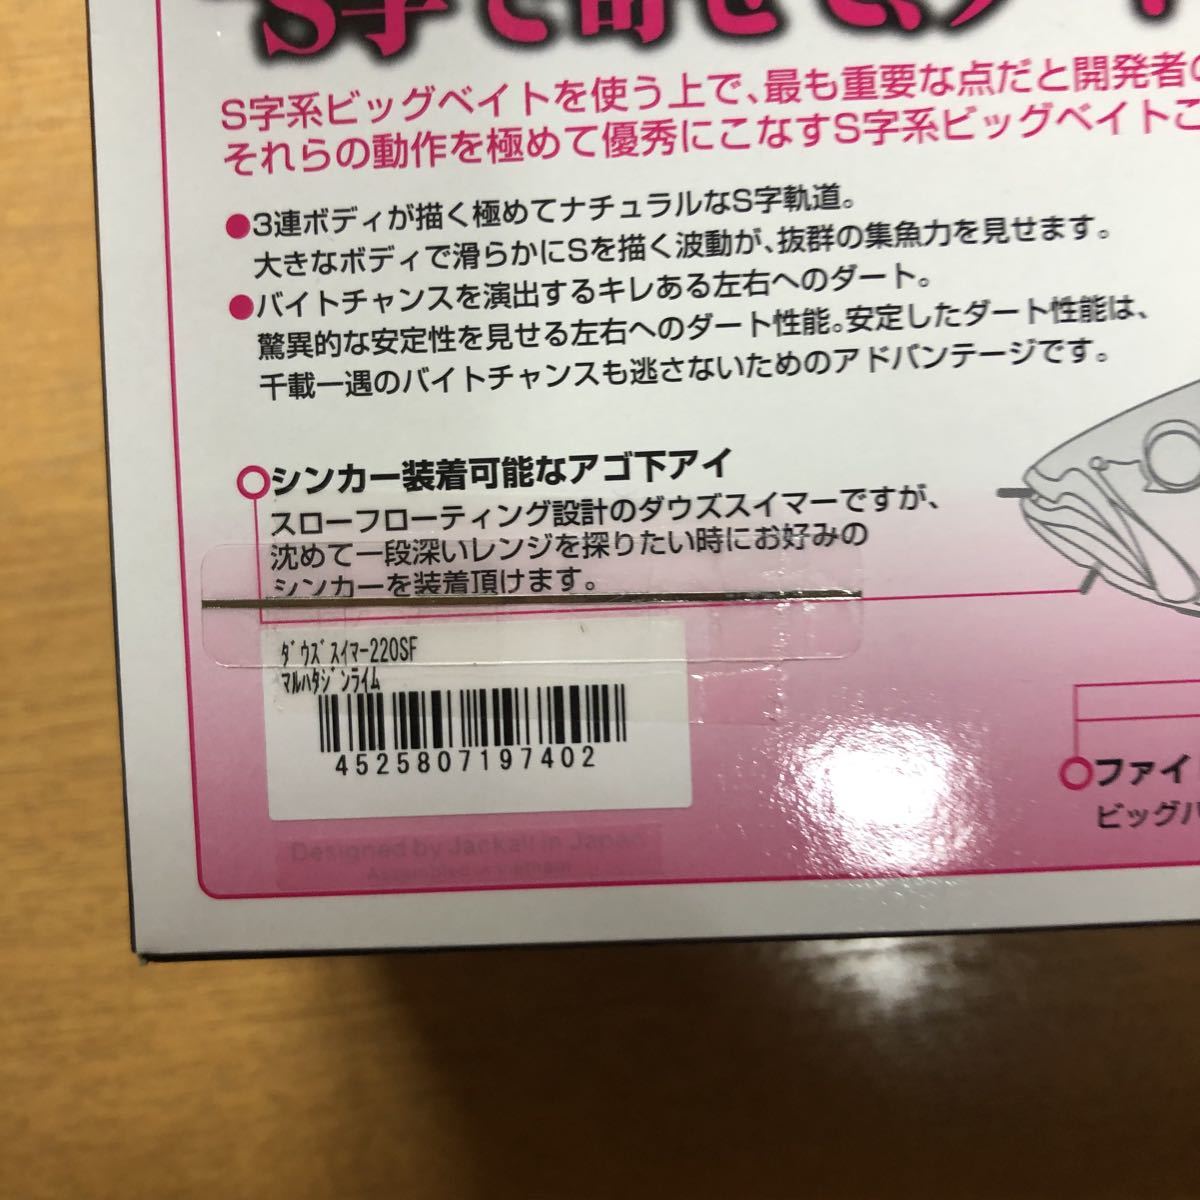 S字で寄せて、ダート
S字系ビッグベイトを使う上で、最も重要な点だと開発者の
それらの動作を極めて優秀にこなすS字系ビッグベイトこ
●3連ボディが描く極めてナチュラルなS字軌道。
大きなボディで滑らかにSを描く波動が、抜群の集魚力を見せます。
●バイトチャンスを演出するキレある左右へのダート。
驚異的な安定性を見せる左右へのダート性能。安定したダート性能は、
千載一遇のバイトチャンスも逃さないためのアドバンテージです。
シンカー装着可能なアゴ下アイ
スローフローティング設計のダウズスイマーですが、
沈めて一段深いレンジを探りたい時にお好みの
シンカーを装着頂けます。
ﾀﾞｳｽﾞｽｲﾏｰ220SF
ﾏﾙﾊﾀｼﾞﾝﾗｲﾑ
4525807197402
Designed by Jackall in Japan
ファイ
ビッグバ